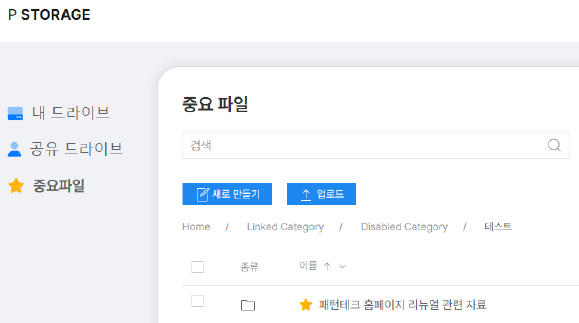 P STORAGE
내 드라이브
공유 드라이브
중요파일
중요 파일
검색
새로 만들기 업로드
Home / Linked Category / Disabled Category / 테스트
종류 이름
패턴테크 홈페이지 리뉴얼 관련 자료